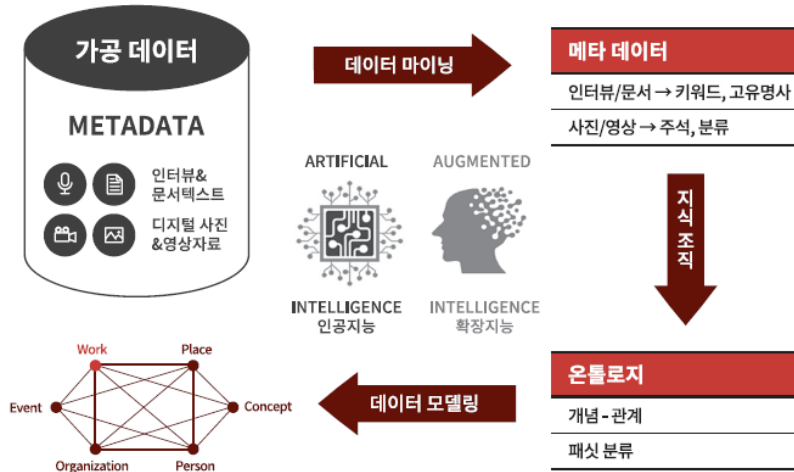 가공 데이터
METADATA
인터뷰&
문서텍스트
디지털 사진
&영상자료
데이터 마이닝
메타 데이터
인터뷰/문서 → 키워드, 고유명사
사진/영상 → 주석, 분류
ARTIFICIAL
INTELLIGENCE
인공지능
AUGMENTED
INTELLIGENCE
확장지능
지식 조직
온톨로지
개념 - 관계
패싯 분류
데이터 모델링
Work
Place
Event
Concept
Organization
Person